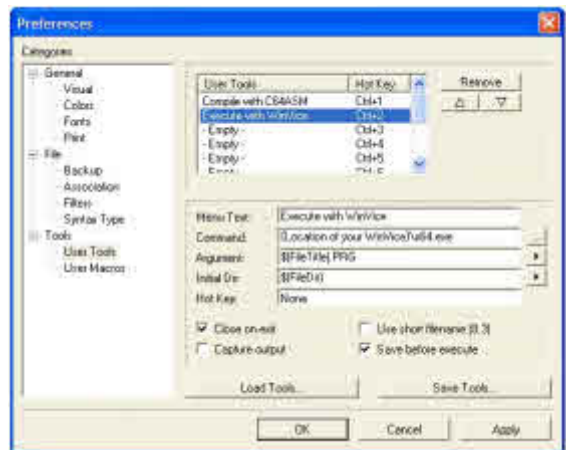 Preferences
Categories
General
Visual
Colors
Fonts
Print
File
Backup
Association
Filters
Syntax Type
Tools
User Tools
User Macros
User Tools Hot Key
Compile with C64ASM Ctrl+1
Execute with WinVice Ctrl+2
- Empty - Ctrl+3
- Empty - Ctrl+4
- Empty - Ctrl+5
Remove
Menu Text: Execute with WinVice
Command: (Location of your WinVice)\x64.exe
Argument: $(FileTitle).PRG
Initial Dir: $(FileDir)
Hot Key: None
Close on exit
Use short filename (8.3)
Capture output
Save before execute
Load Tools...
Save Tools...
OK
Cancel
Apply